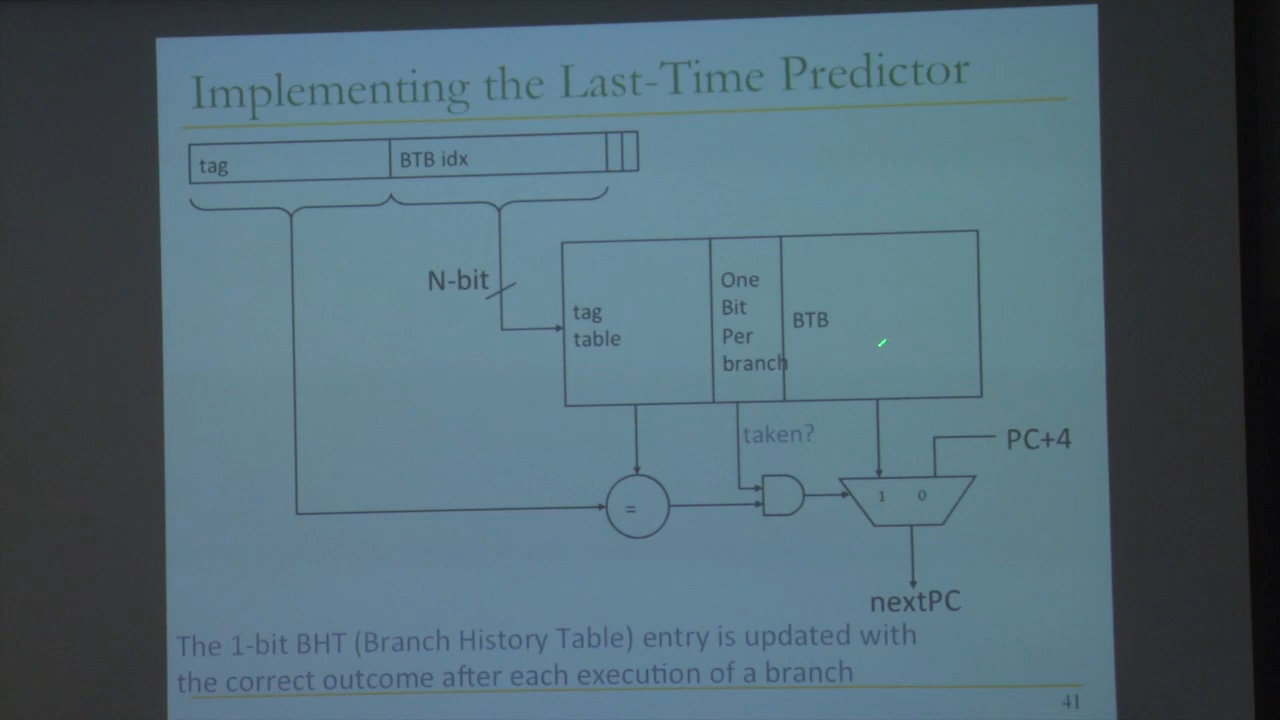 Implementing the Last-Time Predictor
tag
BTB idx
N-bit
tag
table
One
Bit
Per
branch
BTB
taken?
PC+4
=
1 0
nextPC
The 1-bit BHT (Branch History Table) entry is updated with
the correct outcome after each execution of a branch
41